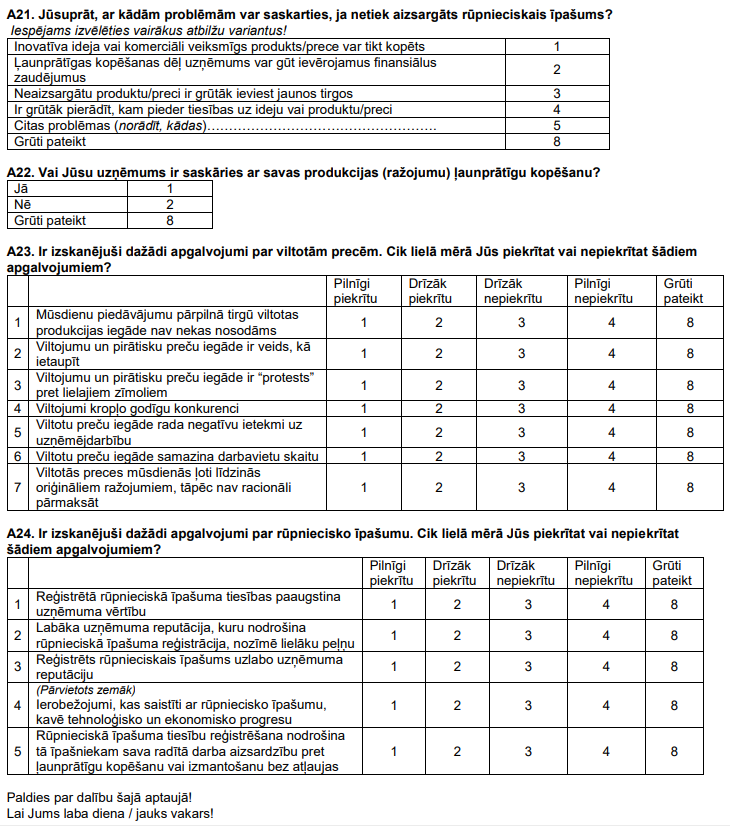 A21. Jūsuprāt, ar kādām problēmām var saskarties, ja netiek aizsargāts rūpnieciskais īpašums?
Iespējams izvēlēties vairākus atbilžu variantus!
Inovatīva ideja vai komerciāli veiksmīgs produkts/prece var tikt kopēts 1
Ļaunprātīgas kopēšanas dēļ uzņēmums var gūt ievērojamus finansiālus
zaudējumus 2
Neaizsargātu produktu/preci ir grūtāk ieviest jaunos tirgos 3
Ir grūtāk pierādīt, kam pieder tiesības uz ideju vai produktu/preci 4
Citas problēmas (norādīt, kādas)……………………………………………. 5
Grūti pateikt 8
A22. Vai Jūsu uzņēmums ir saskāries ar savas produkcijas (ražojumu) ļaunprātīgu kopēšanu?
Jā 1
Nē 2
Grūti pateikt 8
A23. Ir izskanējuši dažādi apgalvojumi par viltotām precēm. Cik lielā mērā Jūs piekrītat vai nepiekrītat šādiem
apgalvojumiem?
Pilnīgi Drīzāk Drīzāk Pilnīgi Grūti
piekrītu piekrītu nepiekrītu nepiekrītu pateikt
1 Mūsdienu piedāvājumu pārpilnā tirgū viltotas
produkcijas iegāde nav nekas nosodāms 1 2 3 4 8
2 Viltojumu un pirātisku preču iegāde ir veids, kā
ietaupīt 1 2 3 4 8
3 Viltojumu un pirātisku preču iegāde ir “protests”
pret lielajiem zīmoliem 1 2 3 4 8
4 Viltojumi kropļo godīgu konkurenci 1 2 3 4 8
5 Viltotu preču iegāde rada negatīvu ietekmi uz
uzņēmējdarbību 1 2 3 4 8
6 Viltotu preču iegāde samazina darbavietu skaitu 1 2 3 4 8
7 Viltotās preces mūsdienās ļoti līdzinās
oriģināliem ražojumiem, tāpēc nav racionāli
pārmaksāt 1 2 3 4 8
A24. Ir izskanējuši dažādi apgalvojumi par rūpniecisko īpašumu. Cik lielā mērā Jūs piekrītat vai nepiekrītat
šādiem apgalvojumiem?
Pilnīgi Drīzāk Drīzāk Pilnīgi Grūti
piekrītu piekrītu nepiekrītu nepiekrītu pateikt
1 Reģistrētā rūpnieciskā īpašuma tiesības paaugstina
uzņēmuma vērtību 1 2 3 4 8
2 Labāka uzņēmuma reputācija, kuru nodrošina
rūpnieciskā īpašuma reģistrācija, nozīmē lielāku peļņu 1 2 3 4 8
3 Reģistrēts rūpnieciskais īpašums uzlabo uzņēmuma
reputāciju 1 2 3 4 8
(Pārvietots zemāk)
4 Ierobežojumi, kas saistīti ar rūpniecisko īpašumu,
kavē tehnoloģisko un ekonomisko progresu 1 2 3 4 8
5 Rūpnieciskā īpašuma tiesību reģistrēšana nodrošina
tā īpašniekam sava radītā darba aizsardzību pret
ļaunprātīgu kopēšanu vai izmantošanu bez atļaujas 1 2 3 4 8
Paldies par dalību šajā aptaujā!
Lai Jums laba diena / jauks vakars!